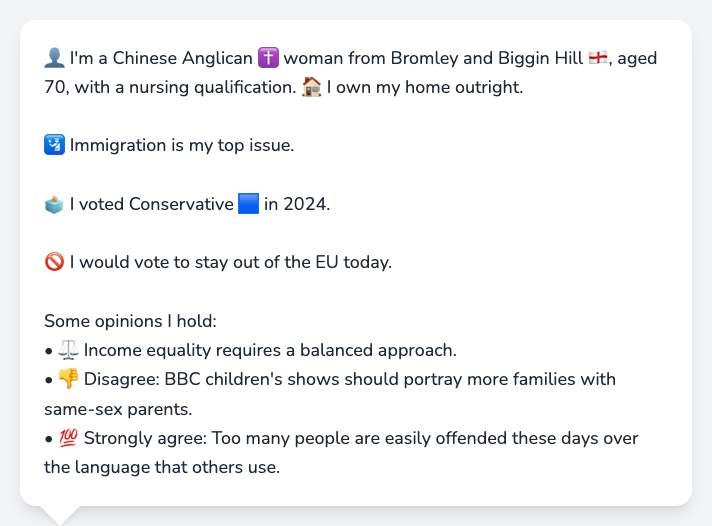 👤 I'm a Chinese Anglican ✝️ woman from Bromley and Biggin Hill 🏴󠁧󠁢󠁥󠁮󠁧󠁿, aged
70, with a nursing qualification. 🏠 I own my home outright.
🛂 Immigration is my top issue.
🗳️ I voted Conservative 🟦 in 2024.
🚫 I would vote to stay out of the EU today.
Some opinions I hold:
• ⚖️ Income equality requires a balanced approach.
• 👎 Disagree: BBC children's shows should portray more families with
same-sex parents.
• 💯 Strongly agree: Too many people are easily offended these days over
the language that others use.